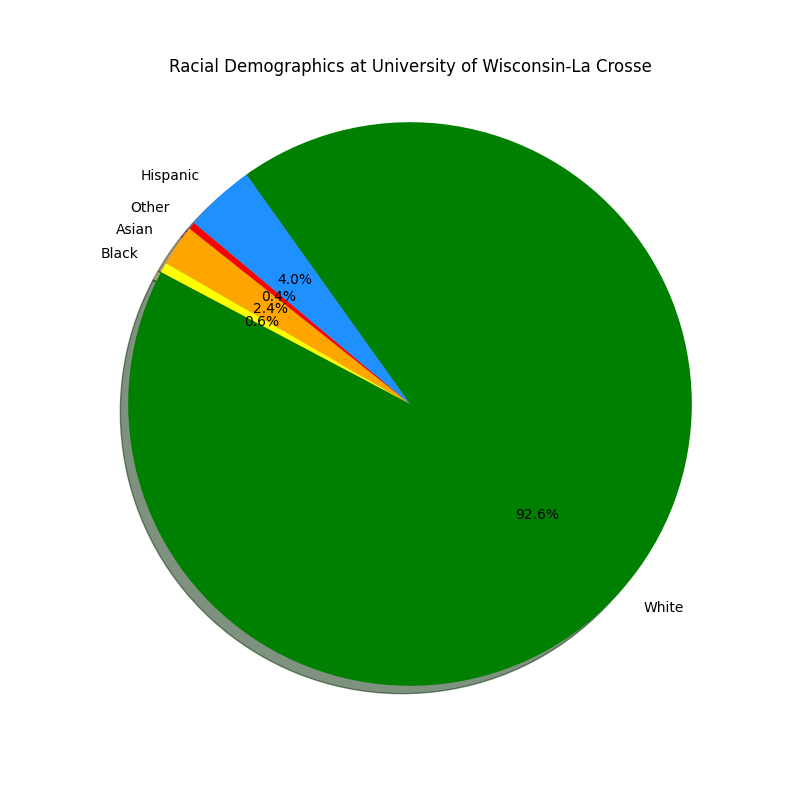 Racial Demographics at University of Wisconsin-La Crosse
Hispanic
Other
Asian
Black
4.0%
0.4%
2.4%
0.6%
92.6%
White